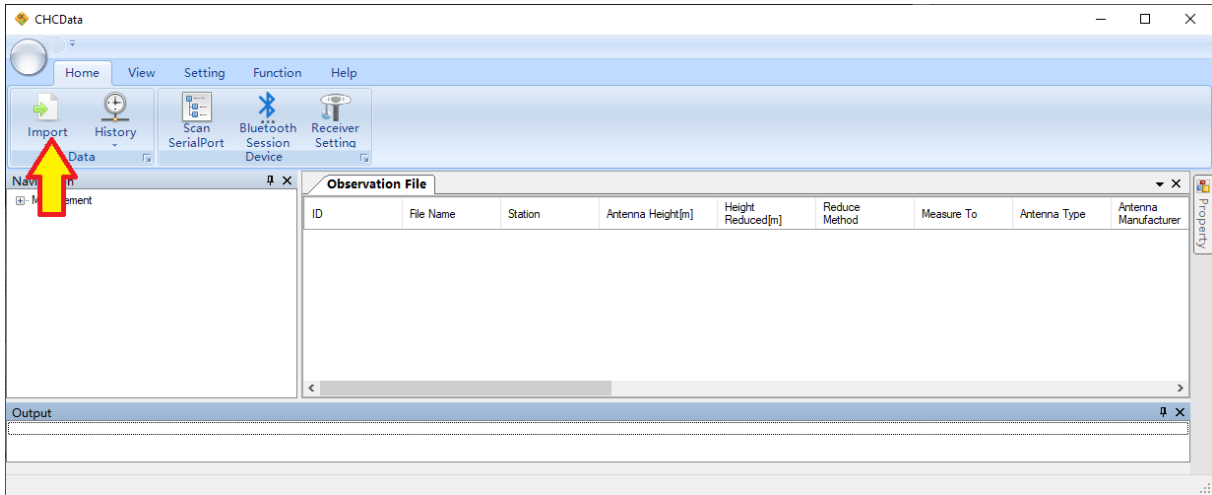 CHCData
Home View Setting Function Help
Import History Scan SerialPort Bluetooth Session Receiver Setting
Data Device
Observation File
ID File Name Station Antenna Height[m] Height Reduced[m] Reduce Method Measure To Antenna Type Antenna Manufacturer
Property
Output